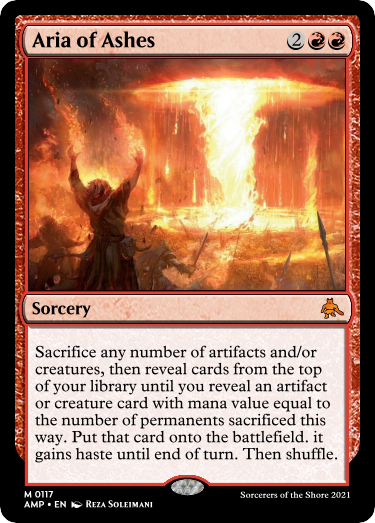 Aria of Ashes 2
Sorcery
Sacrifice any number of artifacts and/or
creatures, then reveal cards from the top
of your library until you reveal an artifact
or creature card with mana value equal to
the number of permanents sacrificed this
way. Put that card onto the battlefield. it
gains haste until end of turn. Then shuffle.
M 0117
AMP • EN Reza Soleimani
Sorcerers of the Shore 2021